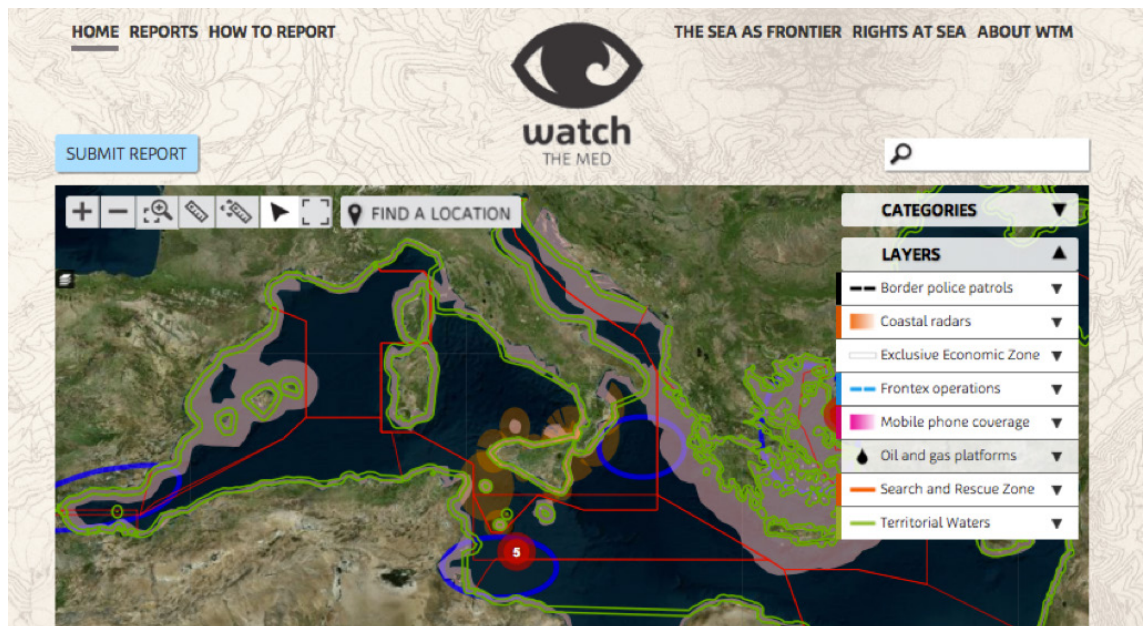 HOME REPORTS HOW TO REPORT
THE SEA AS FRONTIER RIGHTS AT SEA ABOUT WTM
watch
THE MED
SUBMIT REPORT
FIND A LOCATION
CATEGORIES
LAYERS
Border police patrols
Coastal radars
Exclusive Economic Zone
Frontex operations
Mobile phone coverage
Oil and gas platforms
Search and Rescue Zone
Territorial Waters
5